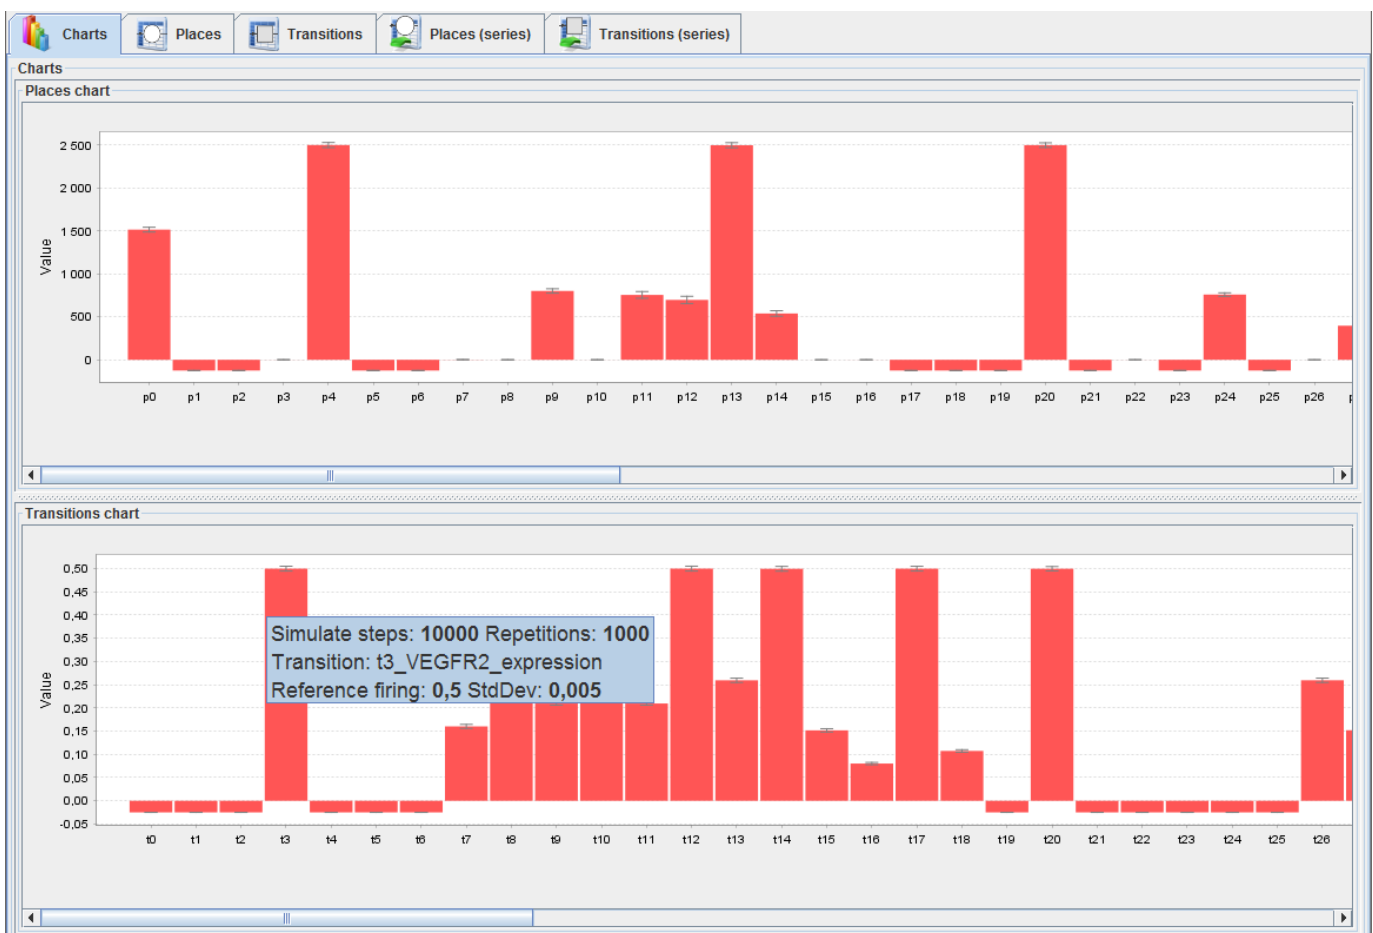 Charts Places Transitions Places (series) Transitions (series)
Charts
Places chart
2 500
2 000
1 500
1 000
500
0
Value
p0 p1 p2 p3 p4 p5 p6 p7 p8 p9 p10 p11 p12 p13 p14 p15 p16 p17 p18 p19 p20 p21 p22 p23 p24 p25 p26
Transitions chart
0,50
0,45
0,40
0,35
0,30
0,25
0,20
0,15
0,10
0,05
0,00
-0,05
Value
Simulate steps: 10000 Repetitions: 1000
Transition: t3_VEGFR2_expression
Reference firing: 0,5 StdDev: 0,005
t0 t1 t2 t3 t4 t5 t6 t7 t8 t9 t10 t11 t12 t13 t14 t15 t16 t17 t18 t19 t20 t21 t22 t23 t24 t25 t26